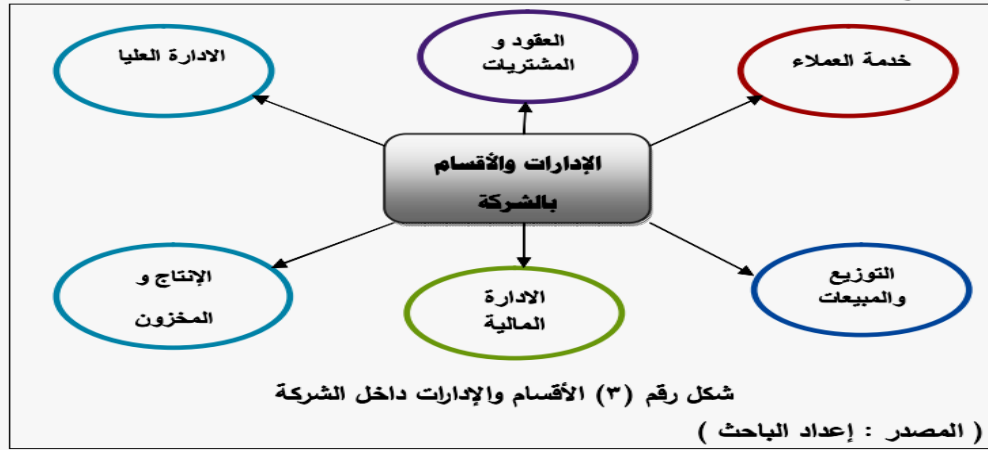 خدمة العملاء
العقود و
المشتريات
الادارة العليا
الإدارات والأقسام
بالشركة
التوزيع
والمبيعات
الادارة
المالية
الإنتاج و
المخزون
شكل رقم (٣) الأقسام والإدارات داخل الشركة
( المصدر : إعداد الباحث )